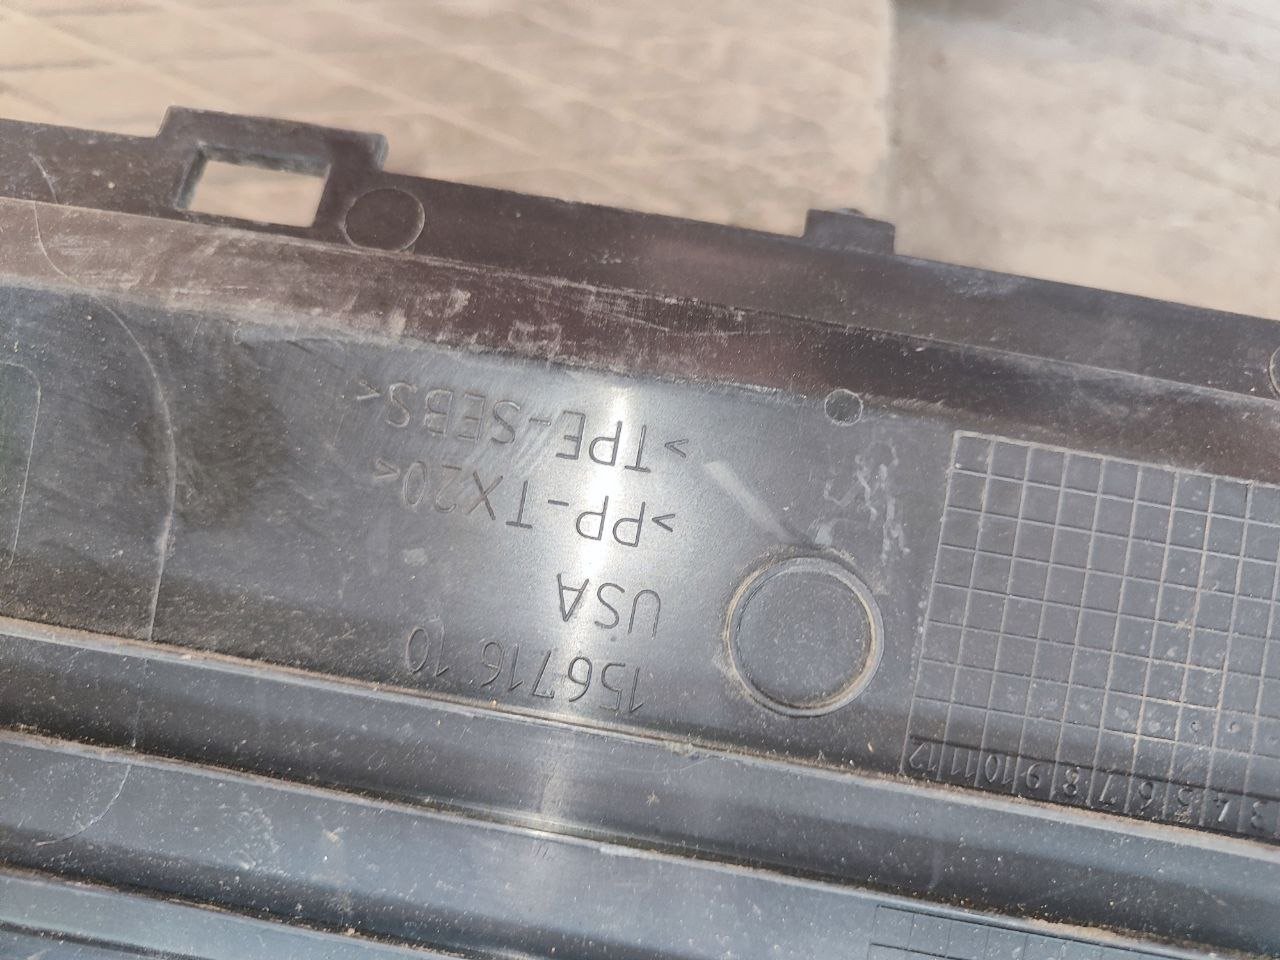 3 4 5 6 7 8 9 10 11 12
156716 10
USA
>PP-TX20<
>TPE-SEBS<